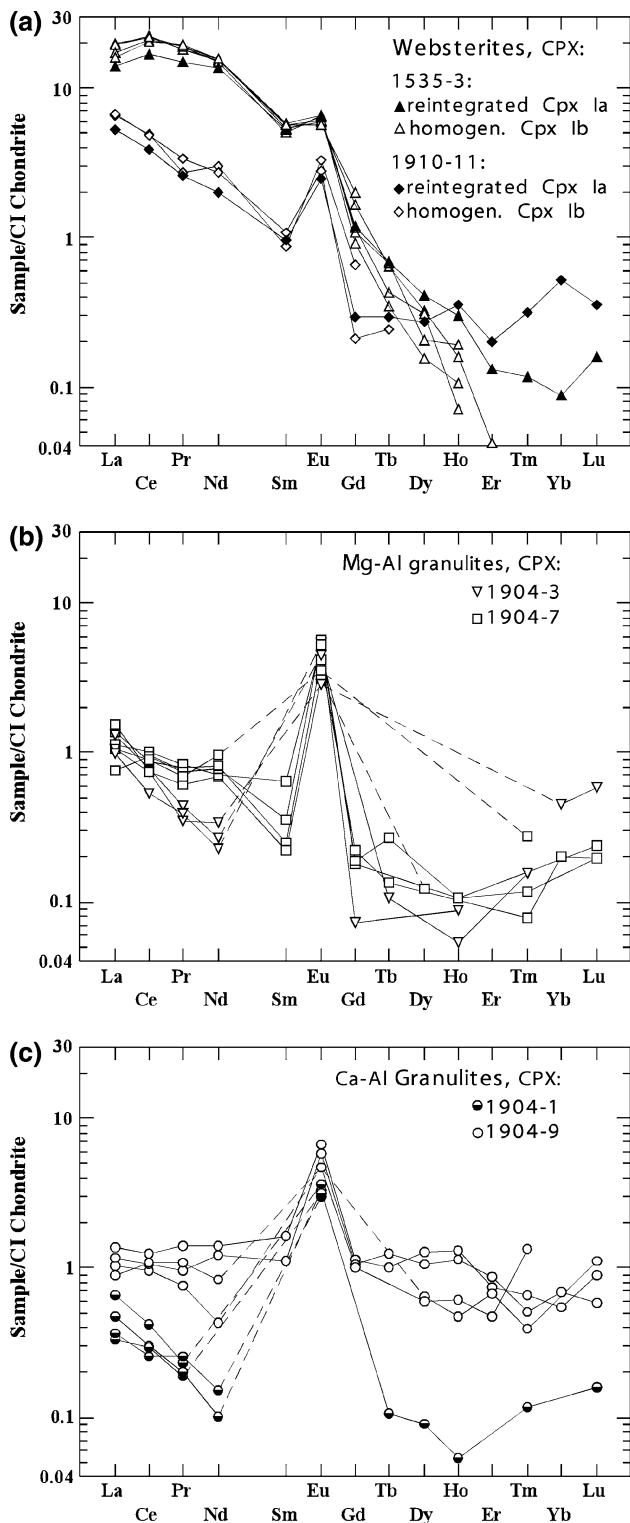 (a)
30
10
1
0.1
0.04
Sample/CI Chondrite
Websterites, CPX:
1535-3:
reintegrated Cpx Ia
homogen. Cpx Ib
1910-11:
reintegrated Cpx Ia
homogen. Cpx Ib
La Pr Sm Eu Tb Ho Tm Lu
Ce Nd Gd Dy Er Yb
(b)
30
10
1
0.1
0.04
Sample/CI Chondrite
Mg-Al granulites, CPX:
1904-3
1904-7
La Pr Sm Eu Tb Ho Tm Lu
Ce Nd Gd Dy Er Yb
(c)
30
10
1
0.1
0.04
Sample/CI Chondrite
Ca-Al Granulites, CPX:
1904-1
1904-9
La Pr Sm Eu Tb Ho Tm Lu
Ce Nd Gd Dy Er Yb